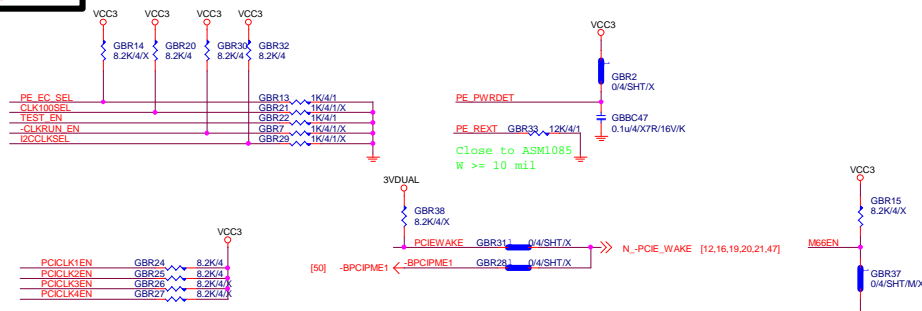 VCC3 VCC3 VCC3 VCC3
GBR14 8.2K/4/X
GBR20 8.2K/4
GBR30 8.2K/4
GBR32 8.2K/4
PE_EC_SEL GBR13 1K/4/1
CLK100SEL GBR21 1K/4/1/X
TEST_EN GBR22 1K/4/1
-CLKRUN_EN GBR7 1K/4/1/X
I2CCLKSEL GBR29 1K/4/1/X
VCC3
GBR2
0/4/SHT/X
PE_PWRDET
GBBC47
0.1u/4/X7R/16V/K
PE_REXT GBR33 12K/4/1
Close to ASM1085
W >= 10 mil
3VDUAL
GBR38
8.2K/4/X
PCIEWAKE GBR31 0/4/SHT/X
N_-PCIE_WAKE [12,16,19,20,21,47]
[50] -BPCIPME1 -BPCIPME1 GBR28 0/4/SHT/X
VCC3
PCICLK1EN GBR24 8.2K/4
PCICLK2EN GBR25 8.2K/4
PCICLK3EN GBR26 8.2K/4/X
PCICLK4EN GBR27 8.2K/4/X
VCC3
GBR15
8.2K/4/X
M66EN
GBR37
0/4/SHT/M/X